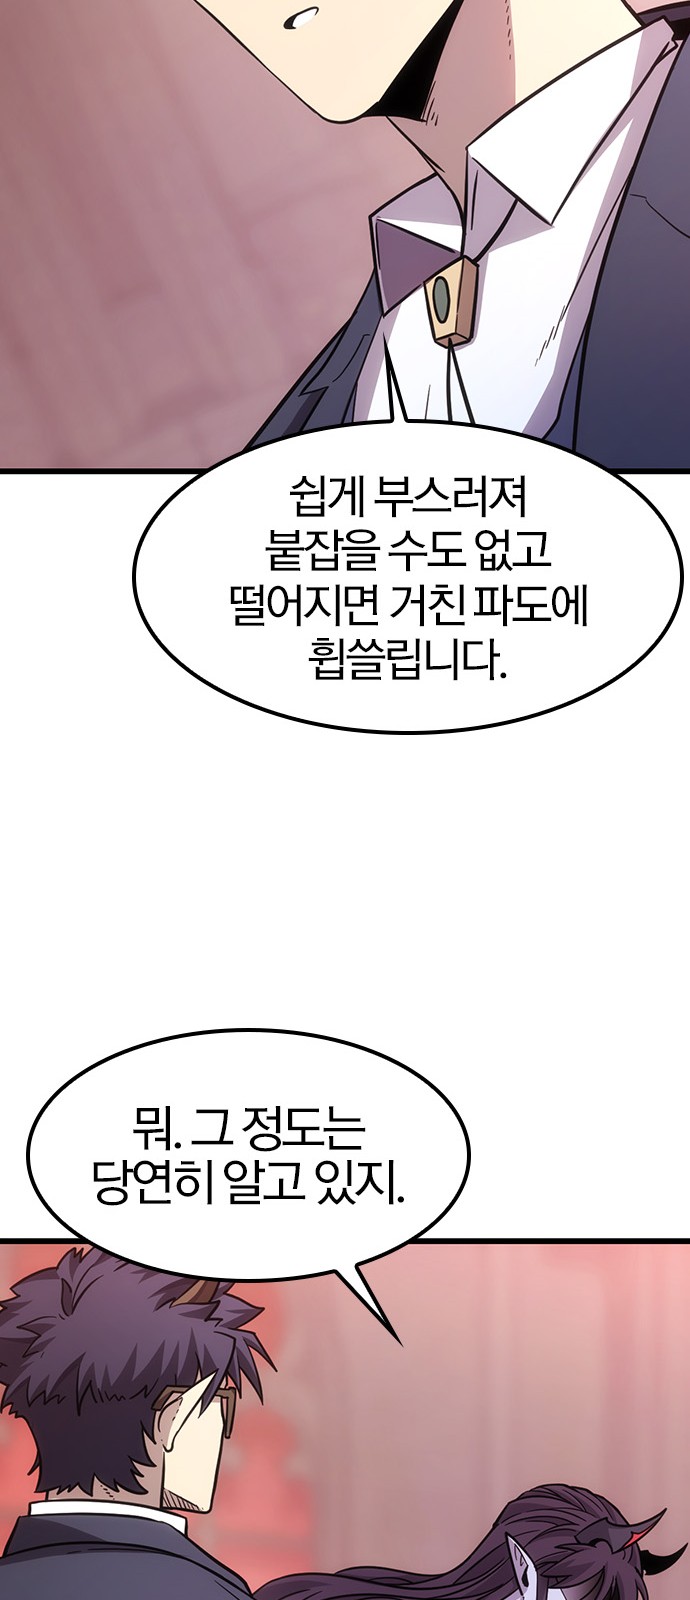 쉽게 부스러져
붙잡을 수도 없고
떨어지면 거친 파도에
휩쓸립니다.
뭐. 그 정도는
당연히 알고 있지.